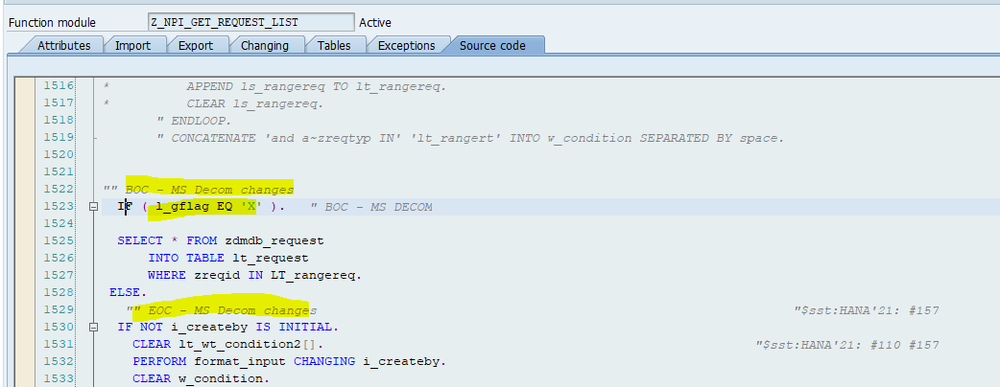 Function module Z_NPI_GET_REQUEST_LIST Active
Attributes Import Export Changing Tables Exceptions Source code
1516 * APPEND ls_rangereq TO lt_rangereq.
1517 * CLEAR ls_rangereq.
1518 " ENDLOOP.
1519 " CONCATENATE 'and a~zreqtyp IN' 'lt_rangert' INTO w_condition SEPARATED BY space.
1520
1521
1522 "" BOC - MS Decom changes
1523 IF ( l_gflag EQ 'X' ). " BOC - MS DECOM
1524
1525 SELECT * FROM zdmdb_request
1526 INTO TABLE lt_request
1527 WHERE zreqid IN LT_rangereq.
1528 ELSE.
1529 "" EOC - MS Decom changes "$sst:HANA'21: #157
1530 IF NOT i_createby IS INITIAL.
1531 CLEAR lt_wt_condition2[]. "$sst:HANA'21: #110 #157
1532 PERFORM format_input CHANGING i_createby.
1533 CLEAR w_condition.